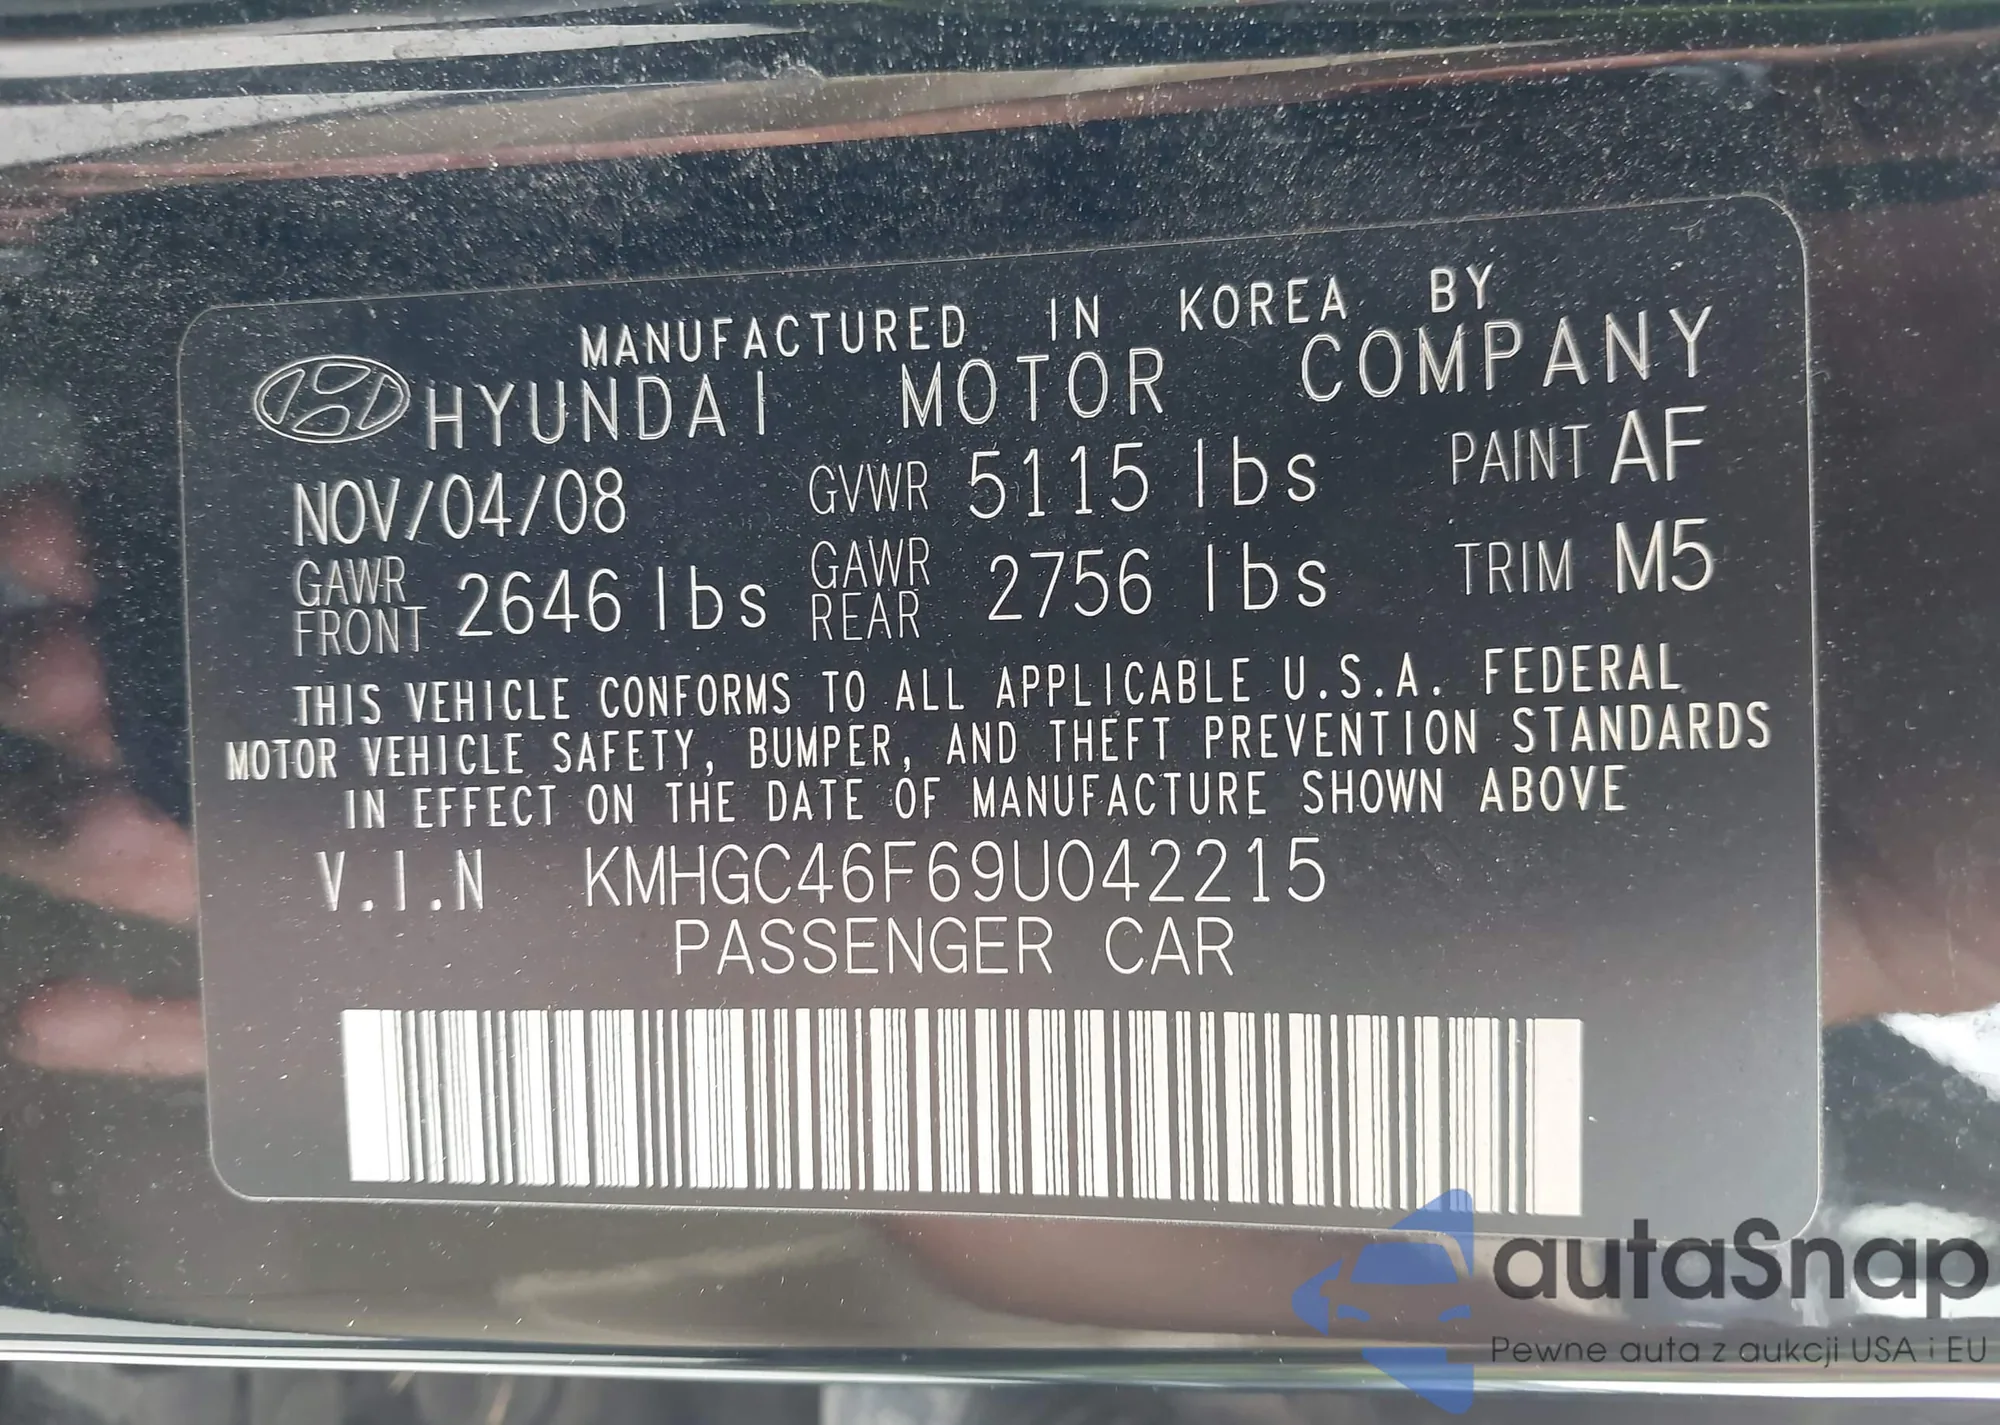 MANUFACTURED IN KOREA BY
HYUNDAI MOTOR COMPANY
NOV/04/08 GVWR 5115 lbs PAINT AF
GAWR FRONT 2646 lbs GAWR REAR 2756 lbs TRIM M5
THIS VEHICLE CONFORMS TO ALL APPLICABLE U.S.A. FEDERAL
MOTOR VEHICLE SAFETY, BUMPER, AND THEFT PREVENTION STANDARDS
IN EFFECT ON THE DATE OF MANUFACTURE SHOWN ABOVE
V.I.N KMHGC46F69U042215
PASSENGER CAR
autaSnap
Pewne auta z aukcji USA i EU